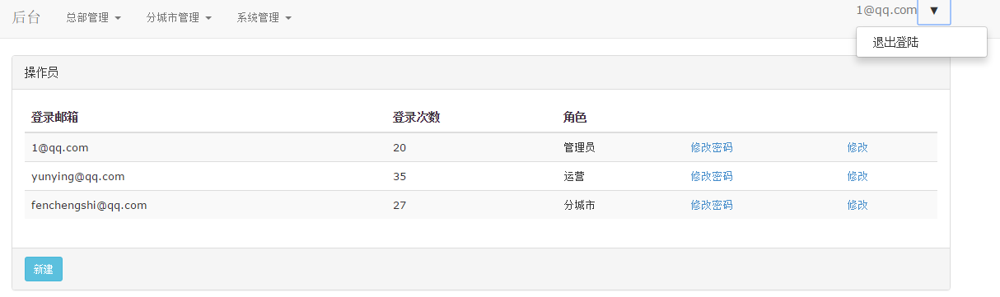 后台 总部管理 分城市管理 系统管理 1@qq.com
退出登陆
操作员
登录邮箱 登录次数 角色
1@qq.com 20 管理员 修改密码 修改
yunying@qq.com 35 运营 修改密码 修改
fenchengshi@qq.com 27 分城市 修改密码 修改
新建